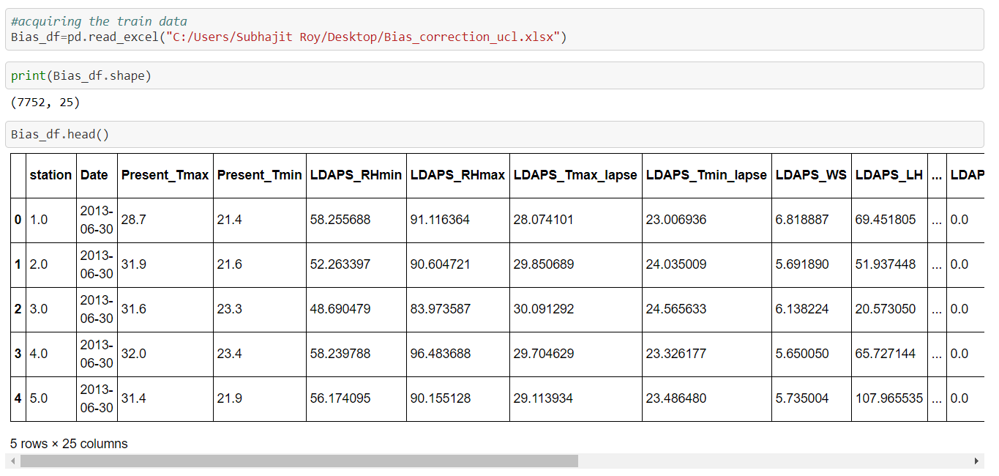 #acquiring the train data
Bias_df=pd.read_excel("C:/Users/Subhajit Roy/Desktop/Bias_correction_ucl.xlsx")
print(Bias_df.shape)
(7752, 25)
Bias_df.head()
station Date Present_Tmax Present_Tmin LDAPS_RHmin LDAPS_RHmax LDAPS_Tmax_lapse LDAPS_Tmin_lapse LDAPS_WS LDAPS_LH ... LDAP
0 1.0 2013-06-30 28.7 21.4 58.255688 91.116364 28.074101 23.006936 6.818887 69.451805 ... 0.0
1 2.0 2013-06-30 31.9 21.6 52.263397 90.604721 29.850689 24.035009 5.691890 51.937448 ... 0.0
2 3.0 2013-06-30 31.6 23.3 48.690479 83.973587 30.091292 24.565633 6.138224 20.573050 ... 0.0
3 4.0 2013-06-30 32.0 23.4 58.239788 96.483688 29.704629 23.326177 5.650050 65.727144 ... 0.0
4 5.0 2013-06-30 31.4 21.9 56.174095 90.155128 29.113934 23.486480 5.735004 107.965535 ... 0.0
5 rows × 25 columns